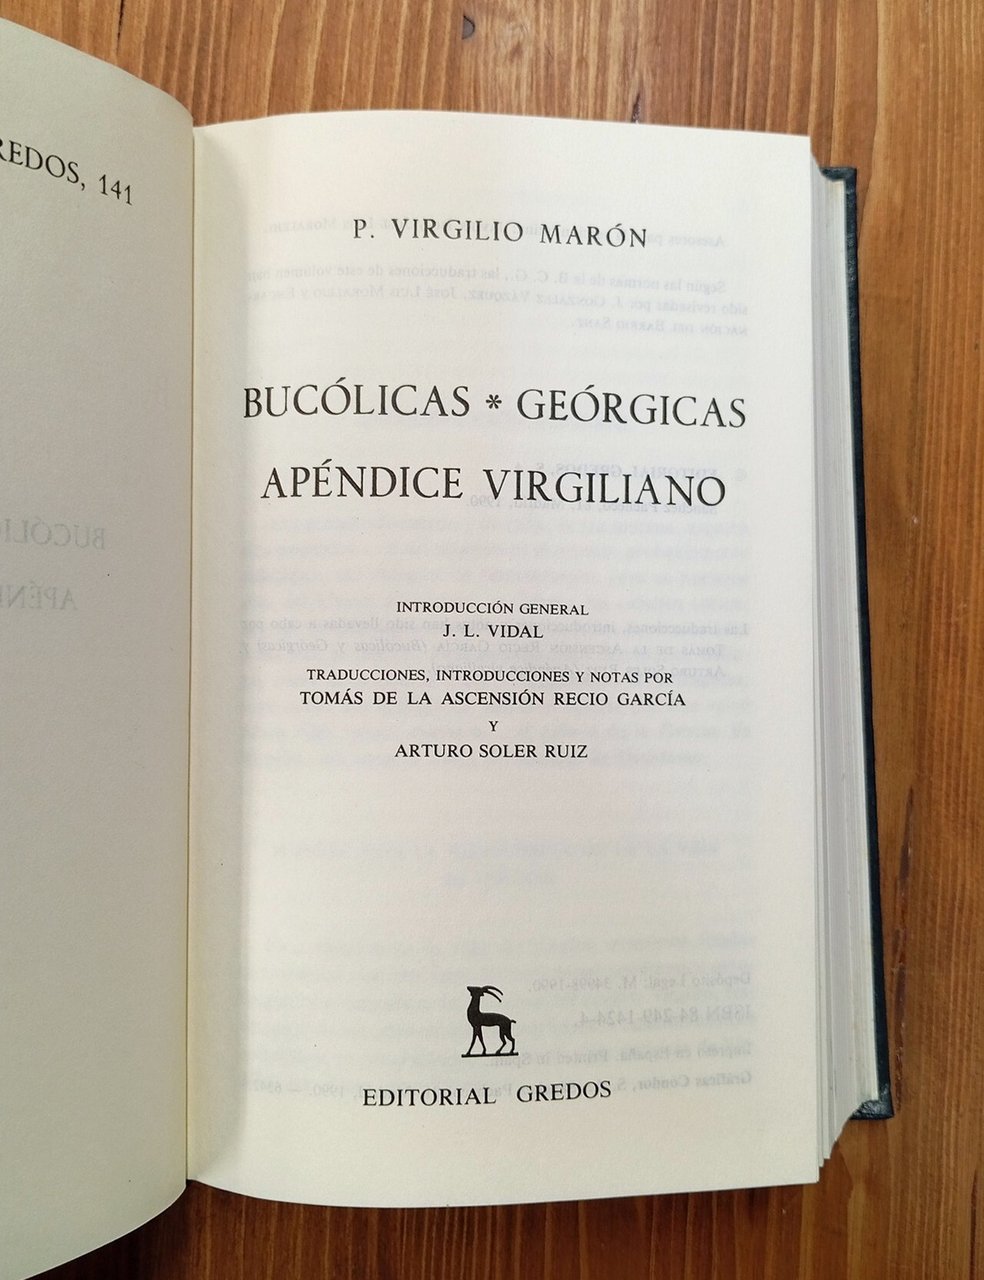 REDOS, 141
P. VIRGILIO MARÓN
BUCÓLICAS * GEÓRGICAS
APÉNDICE VIRGILIANO
INTRODUCCIÓN GENERAL
J. L. VIDAL
TRADUCCIONES, INTRODUCCIONES Y NOTAS POR
TOMÁS DE LA ASCENSIÓN RECIO GARCÍA
Y
ARTURO SOLER RUIZ
EDITORIAL GREDOS